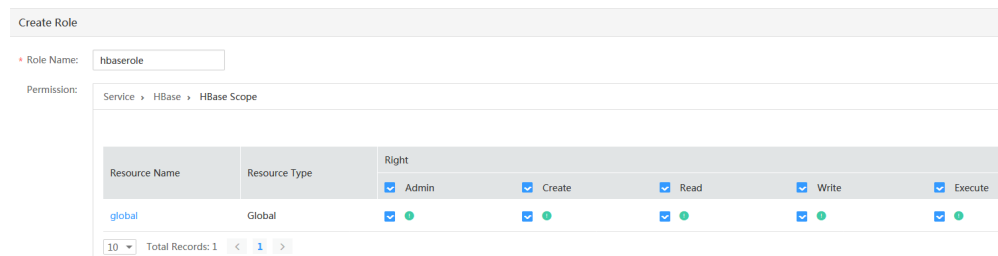 Create Role
* Role Name: hbaserole
Permission: Service > HBase > HBase Scope
Resource Name Resource Type Right
Admin Create Read Write Execute
global Global
10 Total Records: 1 < 1 >